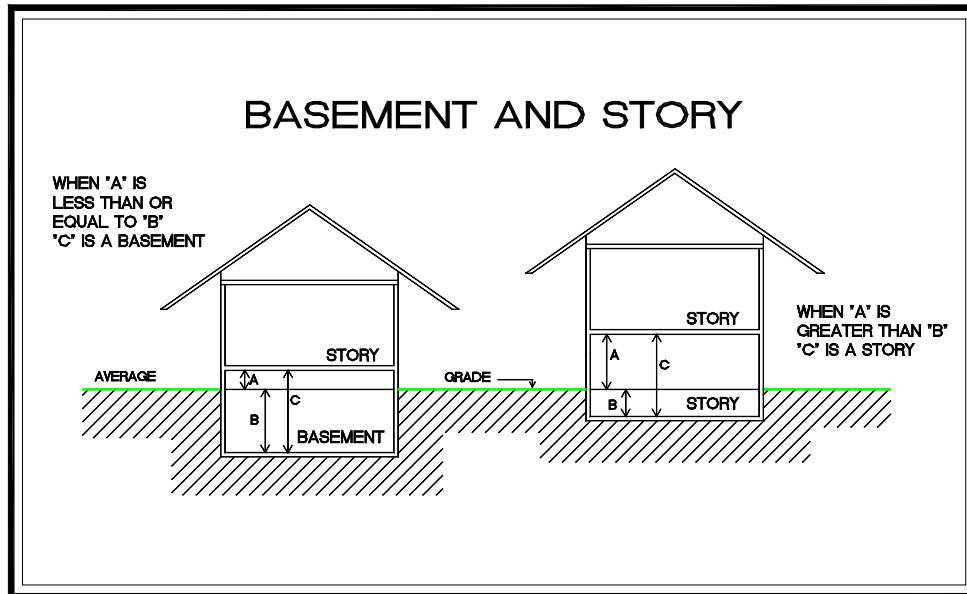 BASEMENT AND STORY
WHEN "A" IS
LESS THAN OR
EQUAL TO "B"
"C" IS A BASEMENT
STORY
A
C
B
BASEMENT
AVERAGE
GRADE
STORY
A
C
B
STORY
WHEN "A" IS
GREATER THAN "B"
"C" IS A STORY